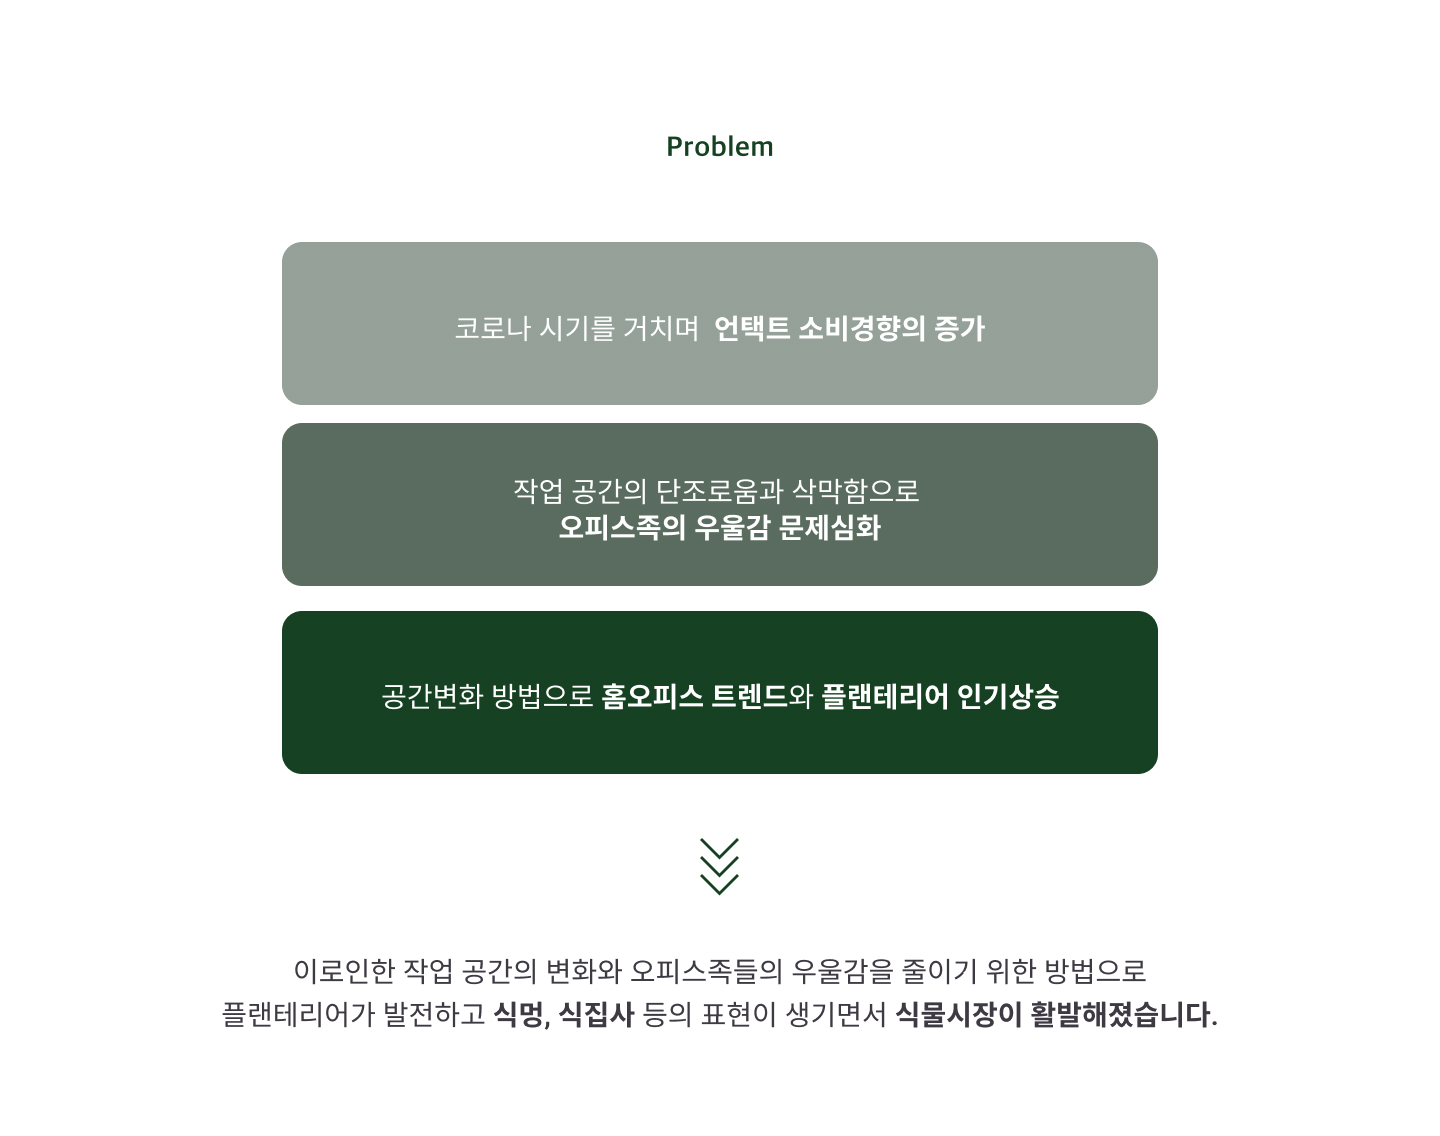 Problem
코로나 시기를 거치며  언택트 소비경향의 증가
작업 공간의 단조로움과 삭막함으로
오피스족의 우울감 문제심화
공간변화 방법으로 홈오피스 트렌드와 플랜테리어 인기상승
이로인한 작업 공간의 변화와 오피스족들의 우울감을 줄이기 위한 방법으로
플랜테리어가 발전하고 식멍, 식집사 등의 표현이 생기면서 식물시장이 활발해졌습니다.